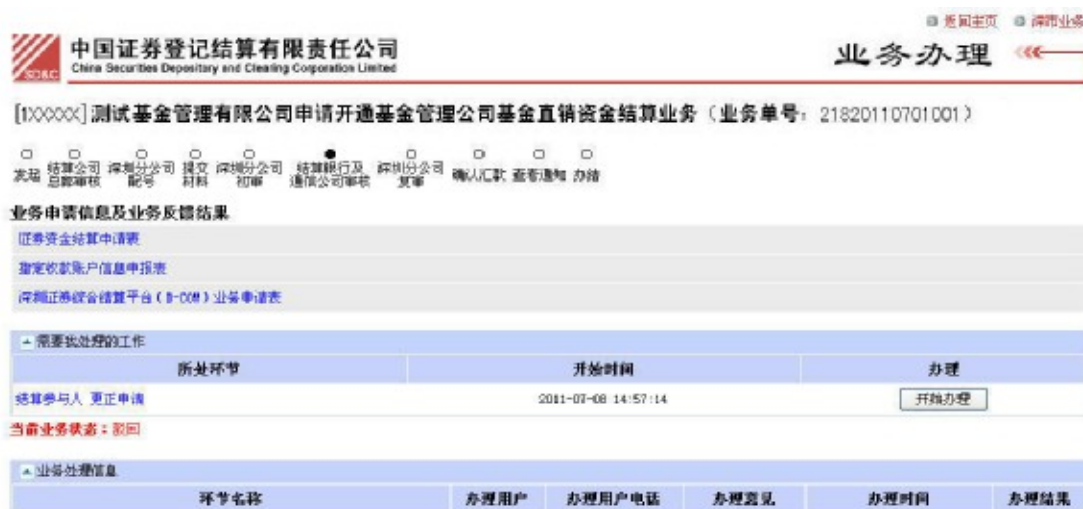 返回主页 深市业务
中国证券登记结算有限责任公司
China Securities Depository and Clearing Corporation Limited
SD&C
业务办理
[1XXXXX] 测试基金管理有限公司申请开通基金管理公司基金直销资金结算业务（业务单号：21820110701001）
发起 结算公司总部审核 深圳分公司配号 提交材料 深圳分公司初审 结算银行及通信公司审核 深圳分公司复审 确认汇款 查看通知 办结
业务申请信息及业务反馈结果
证券资金结算申请表
指定收款账户信息申报表
深圳证券综合结算平台（D-COM）业务申请表
需要我处理的工作
所处环节 开始时间 办理
结算参与人 更正申请 2011-07-08 14:57:14 开始办理
当前业务状态：驳回
业务处理信息
环节名称 办理用户 办理用户电话 办理意见 办理时间 办理结果